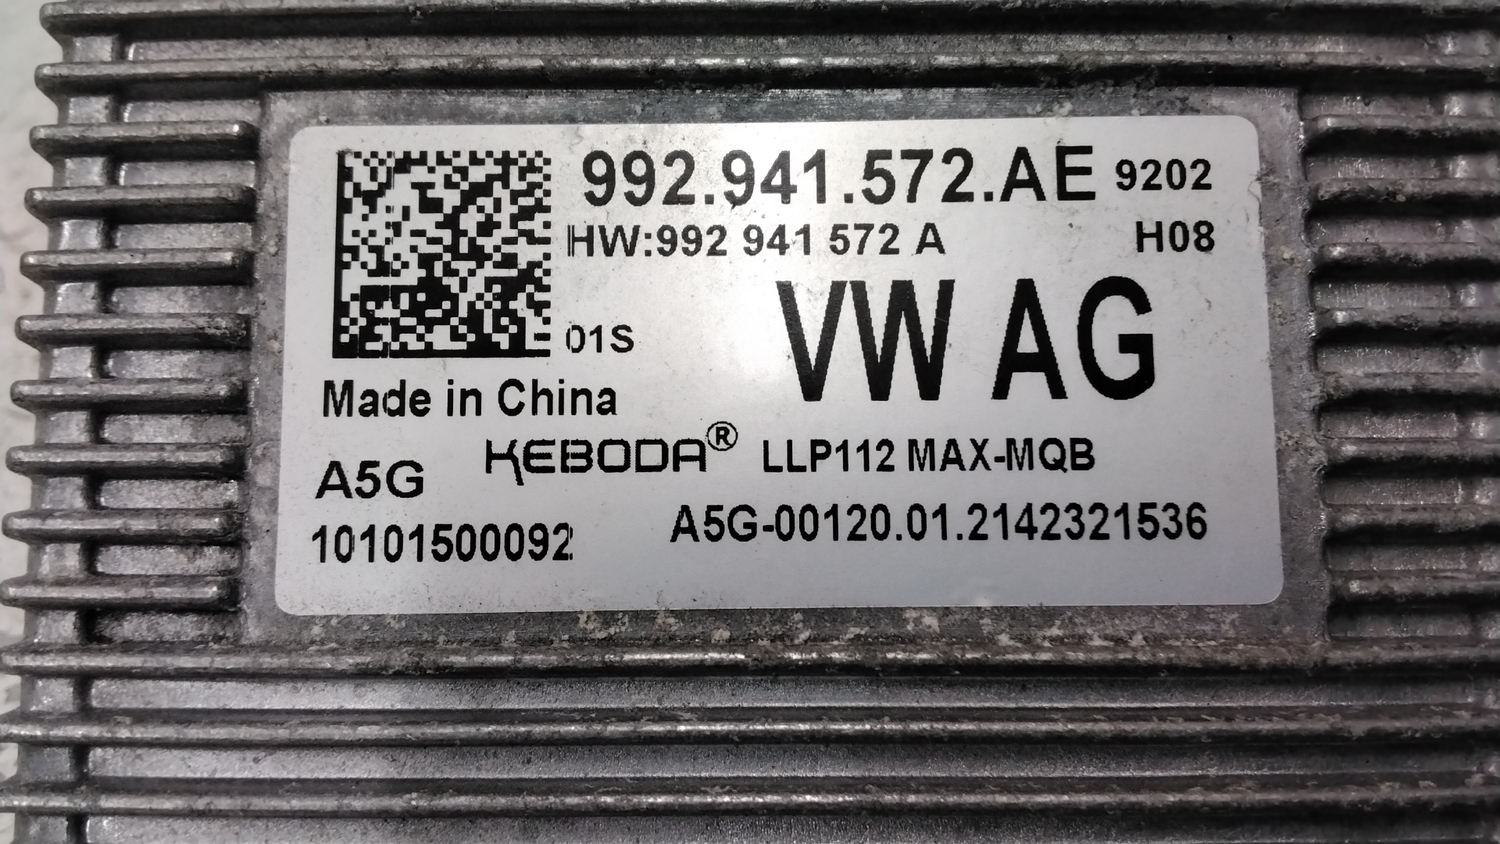 992.941.572.AE 9202
HW:992 941 572 A H08
01S
VW AG
Made in China
A5G KEBODA® LLP112 MAX-MQB
10101500092 A5G-00120.01.2142321536